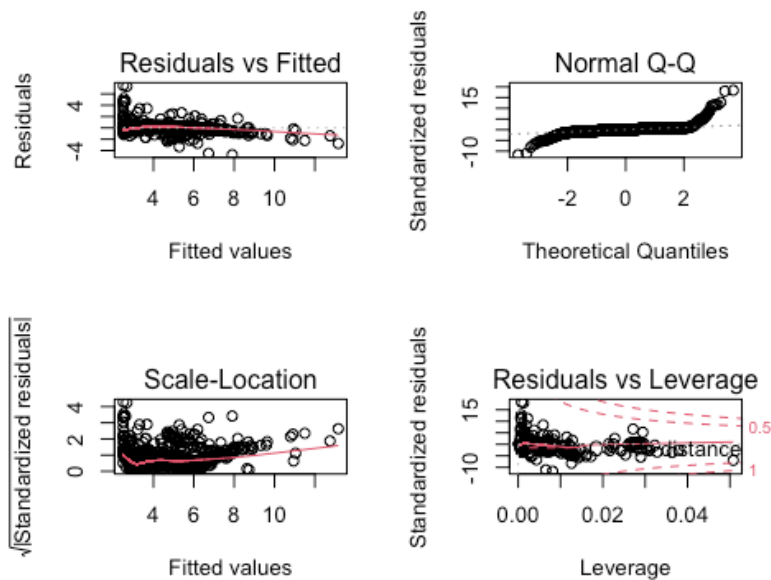 Residuals vs Fitted
Residuals
4
-4
4 6 8 10
Fitted values
Normal Q-Q
Standardized residuals
15
-10
-2 0 2
Theoretical Quantiles
Scale-Location
√|Standardized residuals|
4
2
0
4 6 8 10
Fitted values
Residuals vs Leverage
Standardized residuals
15
-10
distance
0.5
1
0.00 0.02 0.04
Leverage